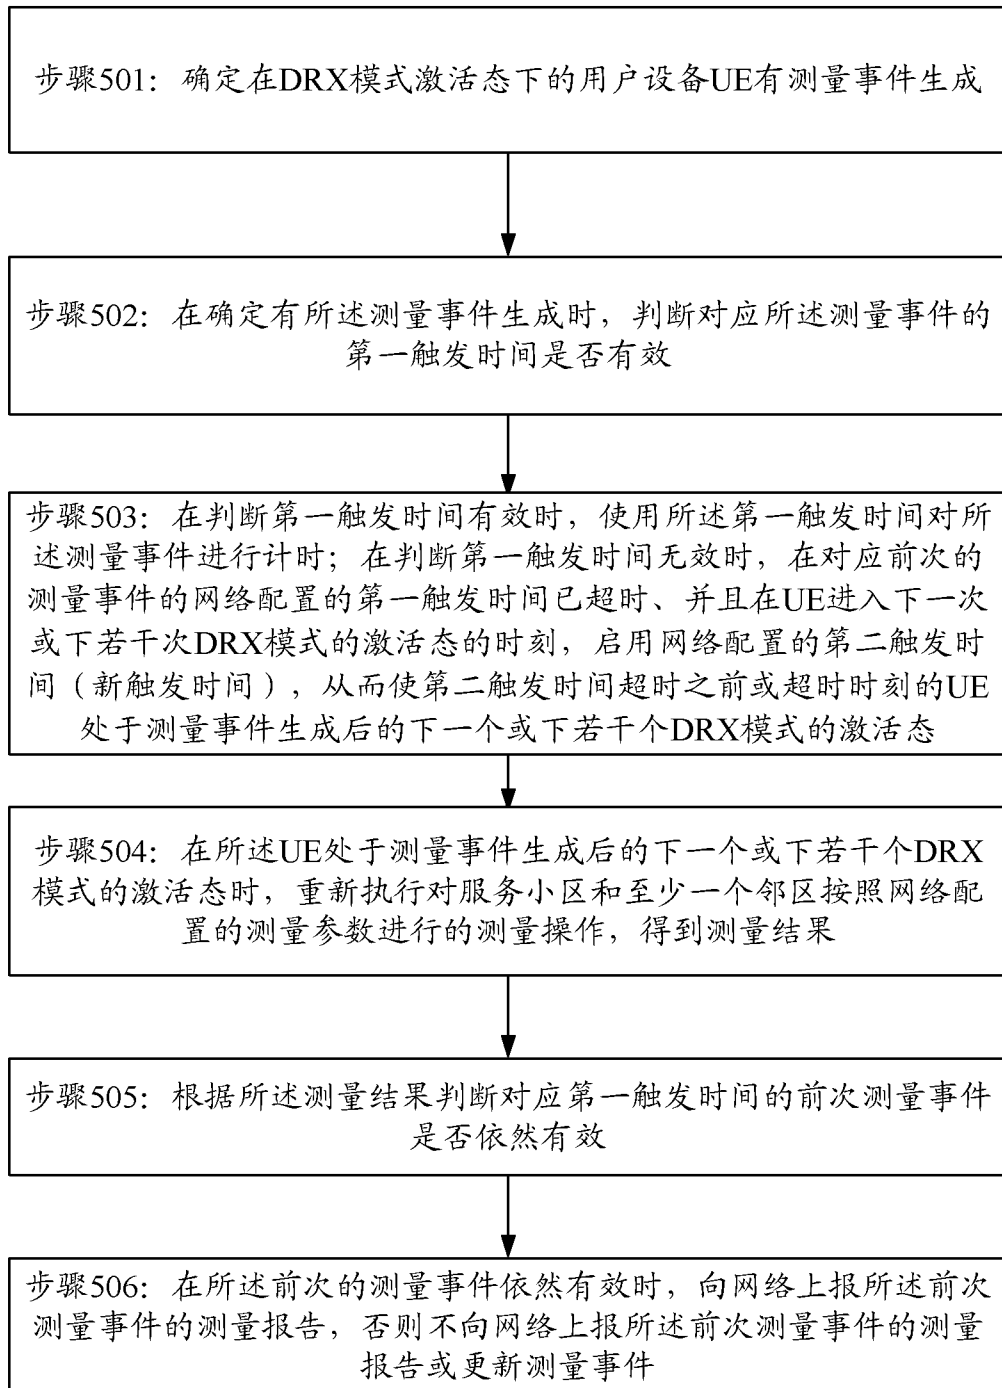 步骤501：确定在DRX模式激活态下的用户设备UE有测量事件生成
步骤502：在确定有所述测量事件生成时，判断对应所述测量事件的
第一触发时间是否有效
步骤503：在判断第一触发时间有效时，使用所述第一触发时间对所
述测量事件进行计时；在判断第一触发时间无效时，在对应前次的
测量事件的网络配置的第一触发时间已超时、并且在UE进入下一次
或下若干次DRX模式的激活态的时刻，启用网络配置的第二触发时
间（新触发时间），从而使第二触发时间超时之前或超时时刻的UE
处于测量事件生成后的下一个或下若干个DRX模式的激活态
步骤504：在所述UE处于测量事件生成后的下一个或下若干个DRX
模式的激活态时，重新执行对服务小区和至少一个邻区按照网络配
置的测量参数进行的测量操作，得到测量结果
步骤505：根据所述测量结果判断对应第一触发时间的前次测量事件
是否依然有效
步骤506：在所述前次的测量事件依然有效时，向网络上报所述前次
测量事件的测量报告，否则不向网络上报所述前次测量事件的测量
报告或更新测量事件